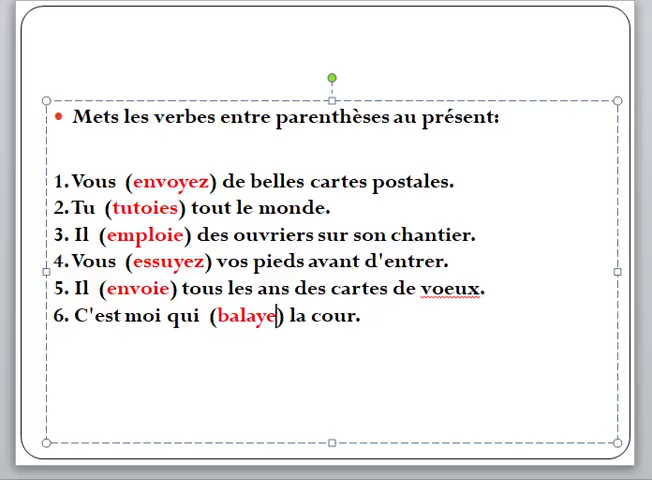 • Mets les verbes entre parenthèses au présent:
1. Vous (envoyez) de belles cartes postales.
2. Tu (tutoies) tout le monde.
3. Il (emploie) des ouvriers sur son chantier.
4. Vous (essuyez) vos pieds avant d'entrer.
5. Il (envoie) tous les ans des cartes de voeux.
6. C'est moi qui (balaye) la cour.